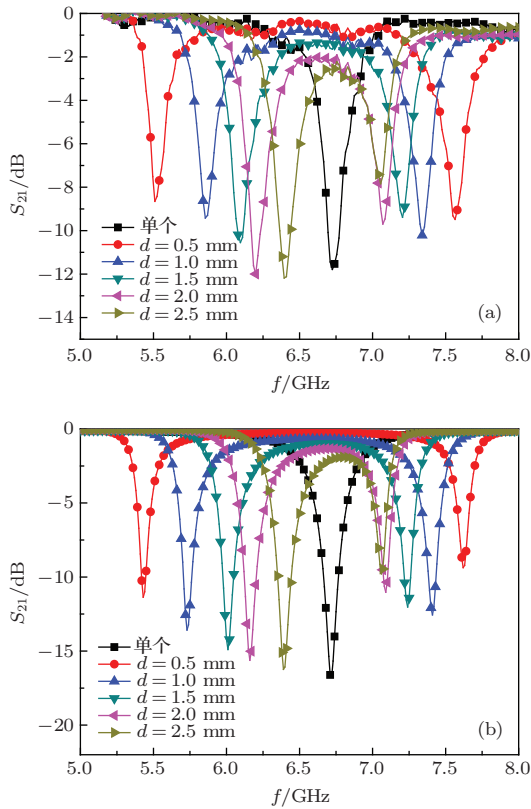 0
−2
−4
−6
−8
−10
−12
−14
S21/dB
单个
d = 0.5 mm
d = 1.0 mm
d = 1.5 mm
d = 2.0 mm
d = 2.5 mm
(a)
5.0 5.5 6.0 6.5 7.0 7.5 8.0
f/GHz
0
−5
−10
−15
−20
S21/dB
单个
d = 0.5 mm
d = 1.0 mm
d = 1.5 mm
d = 2.0 mm
d = 2.5 mm
(b)
5.0 5.5 6.0 6.5 7.0 7.5 8.0
f/GHz